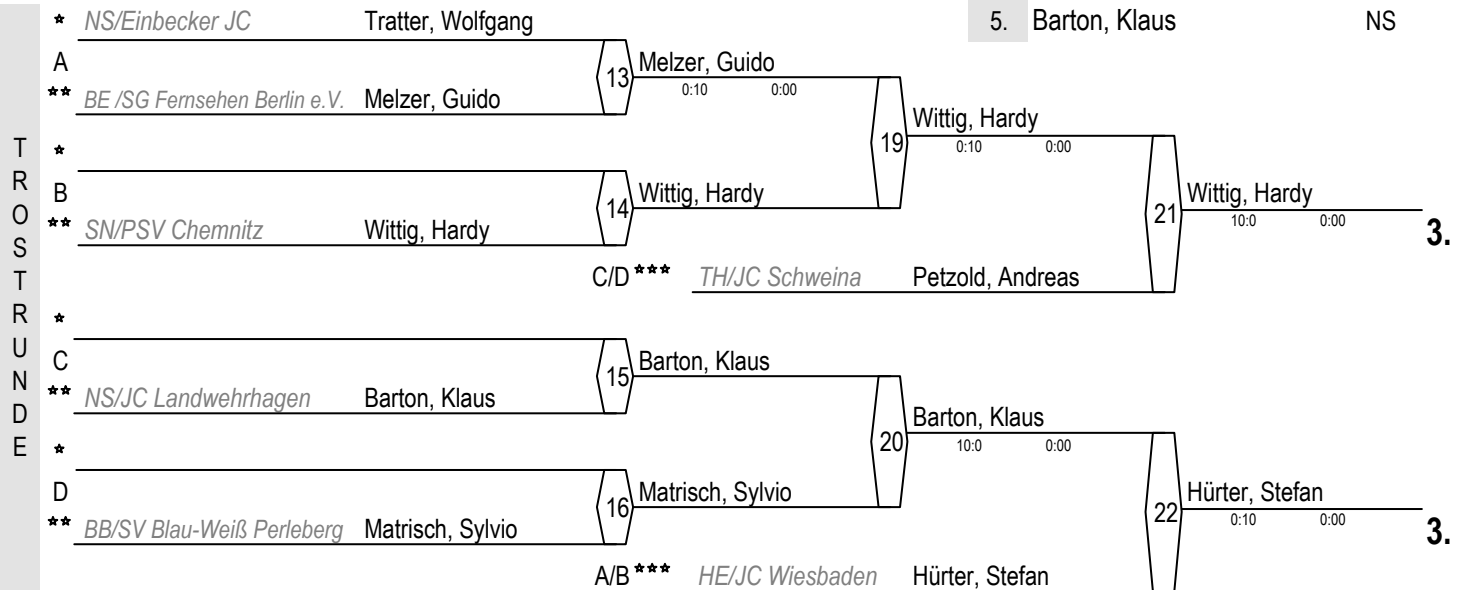 TROSTRUNDE
* NS/Einbecker JC Tratter, Wolfgang
5. Barton, Klaus NS
A
13 Melzer, Guido
0:10 0:00
** BE /SG Fernsehen Berlin e.V. Melzer, Guido
19 Wittig, Hardy
0:10 0:00
*
B
14 Wittig, Hardy
21 Wittig, Hardy
10:0 0:00
3.
** SN/PSV Chemnitz Wittig, Hardy
C/D *** TH/JC Schweina Petzold, Andreas
*
C
15 Barton, Klaus
** NS/JC Landwehrhagen Barton, Klaus
20 Barton, Klaus
10:0 0:00
*
D
16 Matrisch, Sylvio
22 Hürter, Stefan
0:10 0:00
3.
** BB/SV Blau-Weiß Perleberg Matrisch, Sylvio
A/B *** HE/JC Wiesbaden Hürter, Stefan